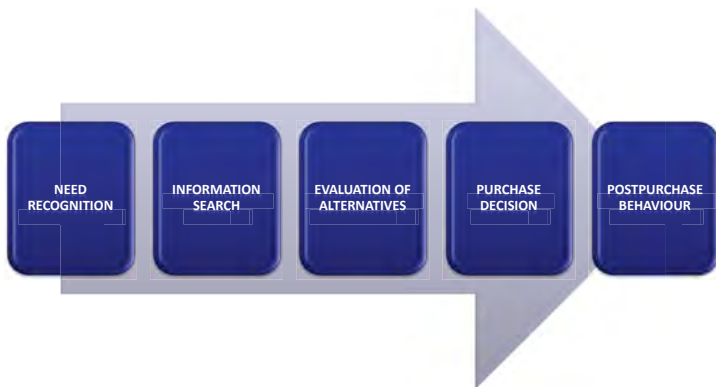 NEED
RECOGNITION
INFORMATION
SEARCH
EVALUATION OF
ALTERNATIVES
PURCHASE
DECISION
POSTPURCHASE
BEHAVIOUR